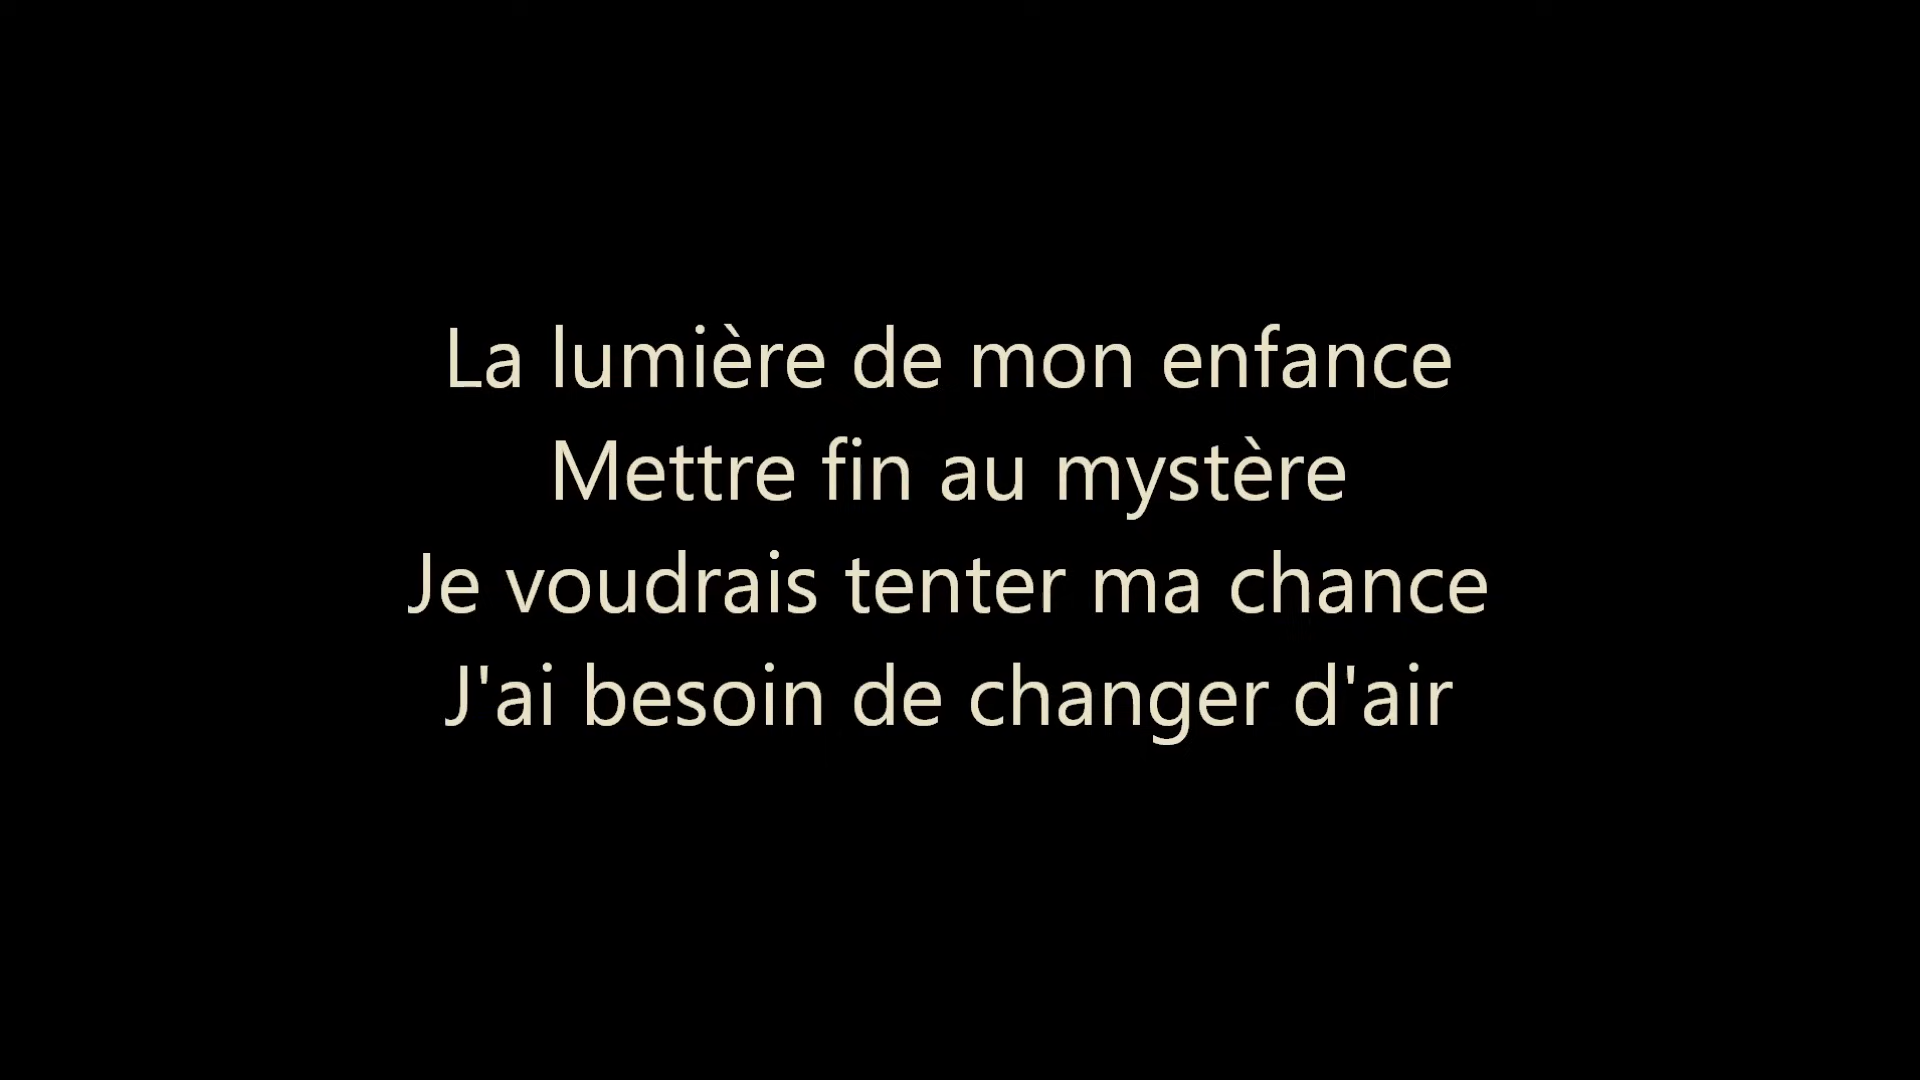 La lumière de mon enfance
Mettre fin au mystère
Je voudrais tenter ma chance
J'ai besoin de changer d'air